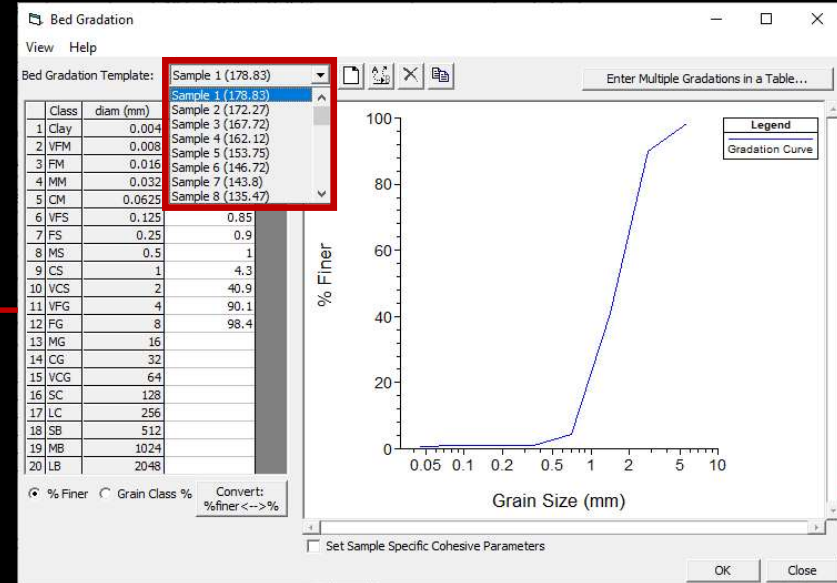 Bed Gradation
View Help
Bed Gradation Template: Sample 1 (178.83)
Enter Multiple Gradations in a Table...
Sample 1 (178.83)
Sample 2 (172.27)
Sample 3 (167.72)
Sample 4 (162.12)
Sample 5 (153.75)
Sample 6 (146.72)
Sample 7 (143.8)
Sample 8 (135.47)
Class diam (mm)
1 Clay 0.004
2 VFM 0.008
3 FM 0.016
4 MM 0.032
5 CM 0.0625
6 VFS 0.125 0.85
7 FS 0.25 0.9
8 MS 0.5 1
9 CS 1 4.3
10 VCS 2 40.9
11 VFG 4 90.1
12 FG 8 98.4
13 MG 16
14 CG 32
15 VCG 64
16 SC 128
17 LC 256
18 SB 512
19 MB 1024
20 LB 2048
% Finer Grain Class % Convert:
%finer<-->%
100
80
60
40
20
0
% Finer
0.05 0.1 0.2 0.5 1 2 5 10
Grain Size (mm)
Legend
Gradation Curve
Set Sample Specific Cohesive Parameters
OK Close